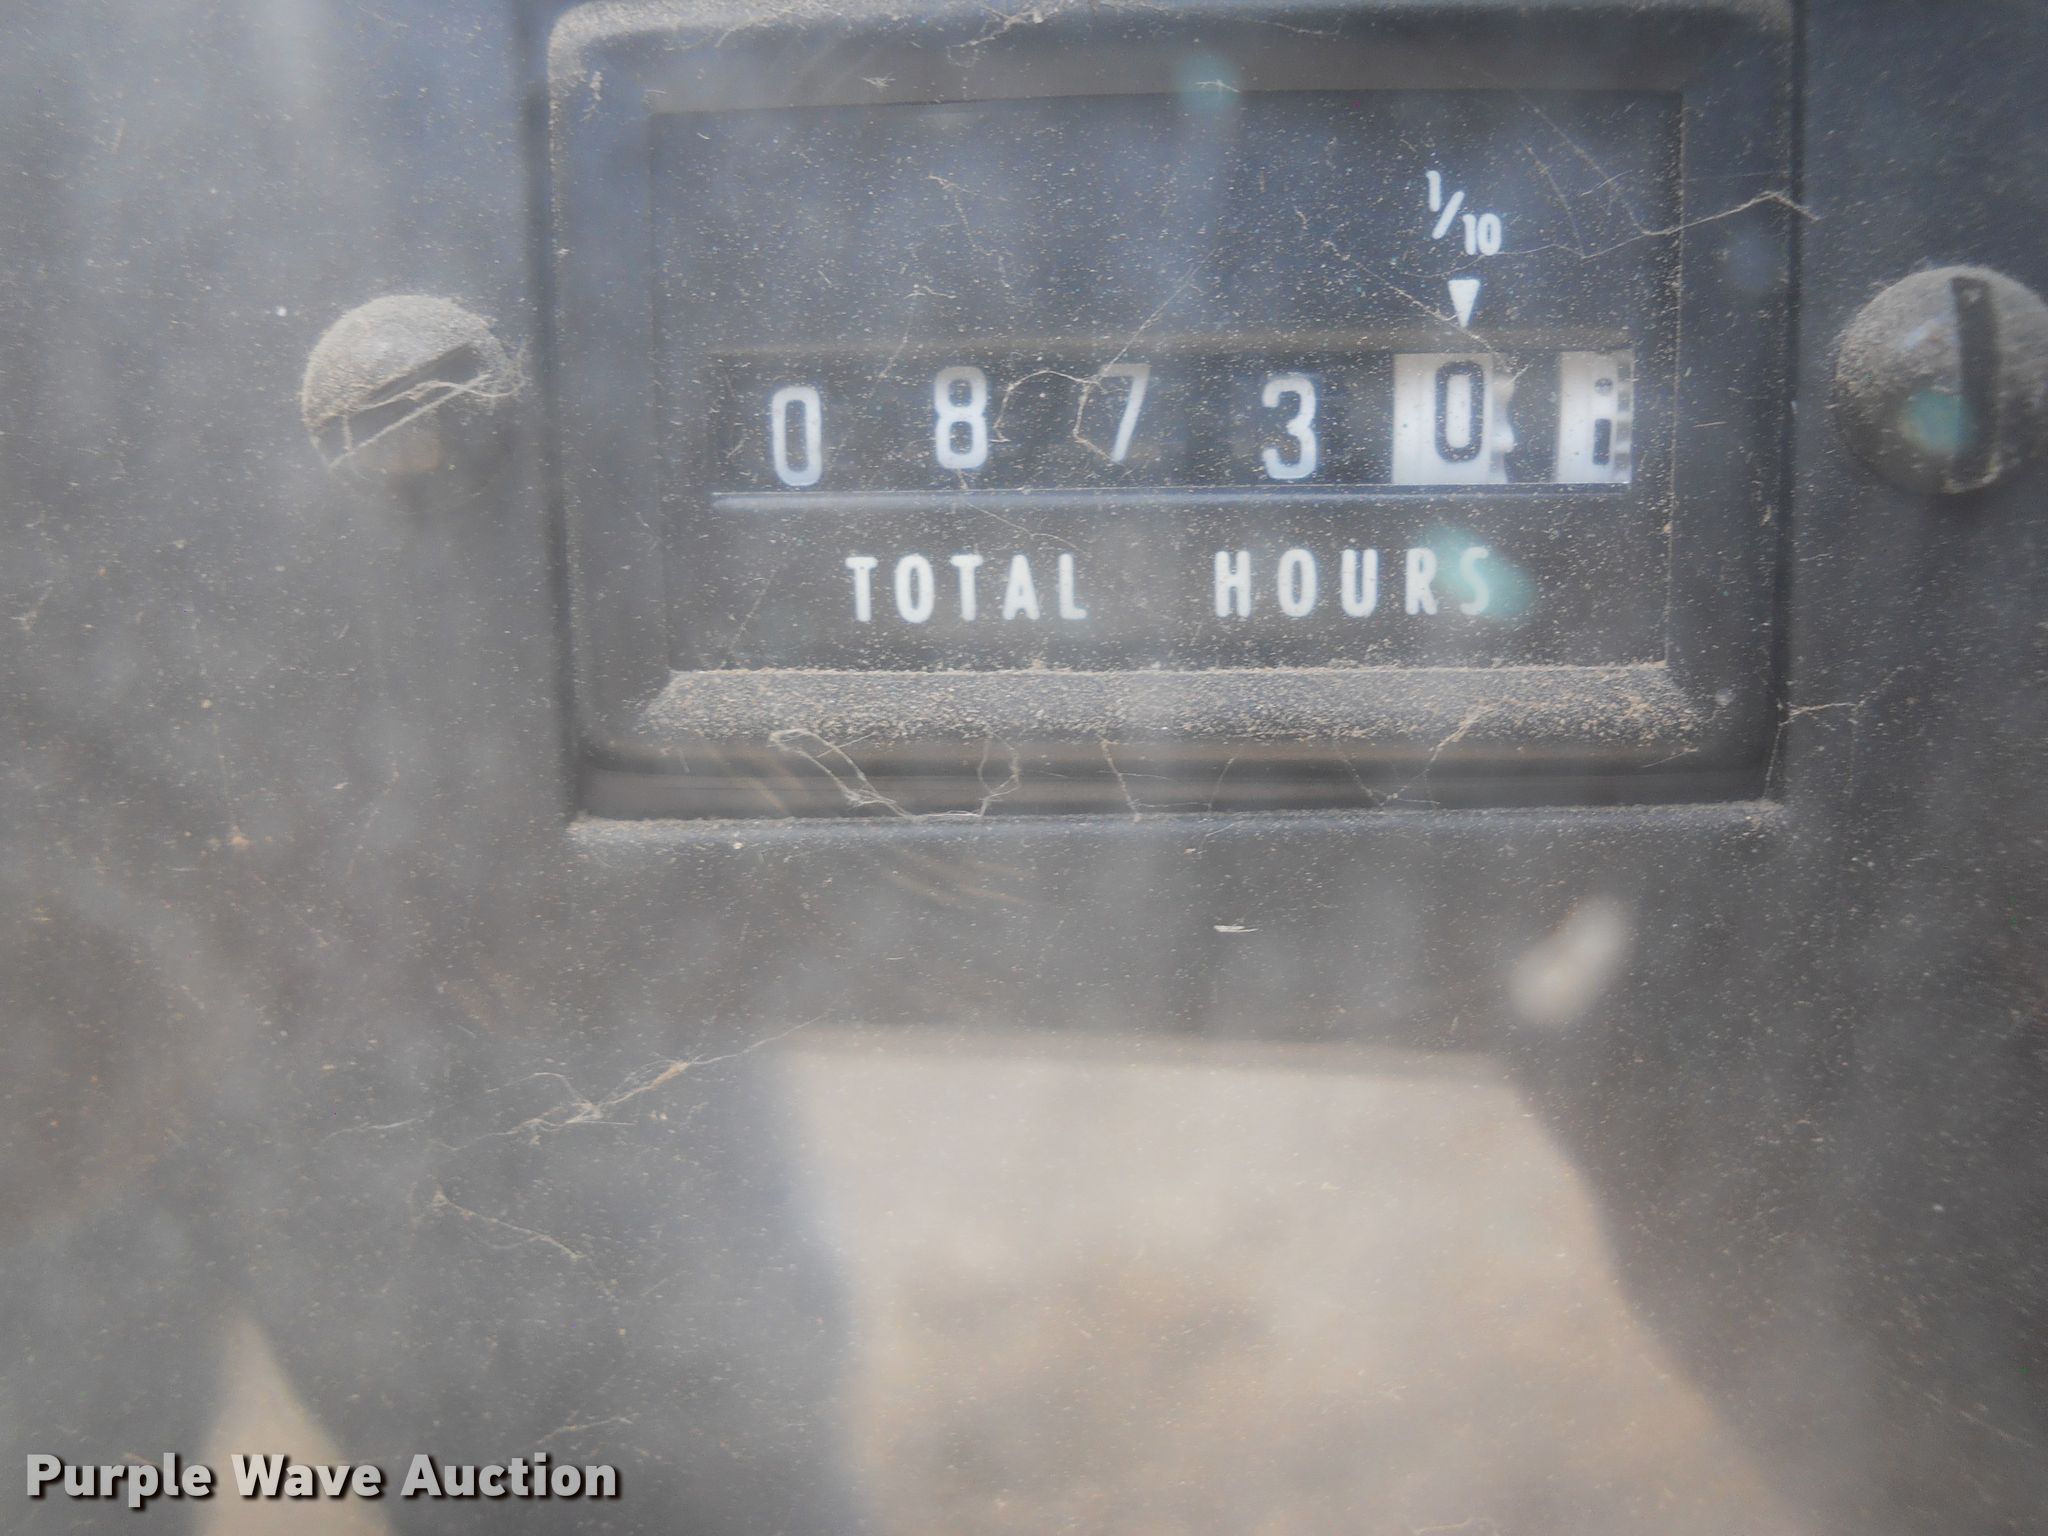 1/10
0 8 7 3 0
TOTAL HOURS
Purple Wave Auction